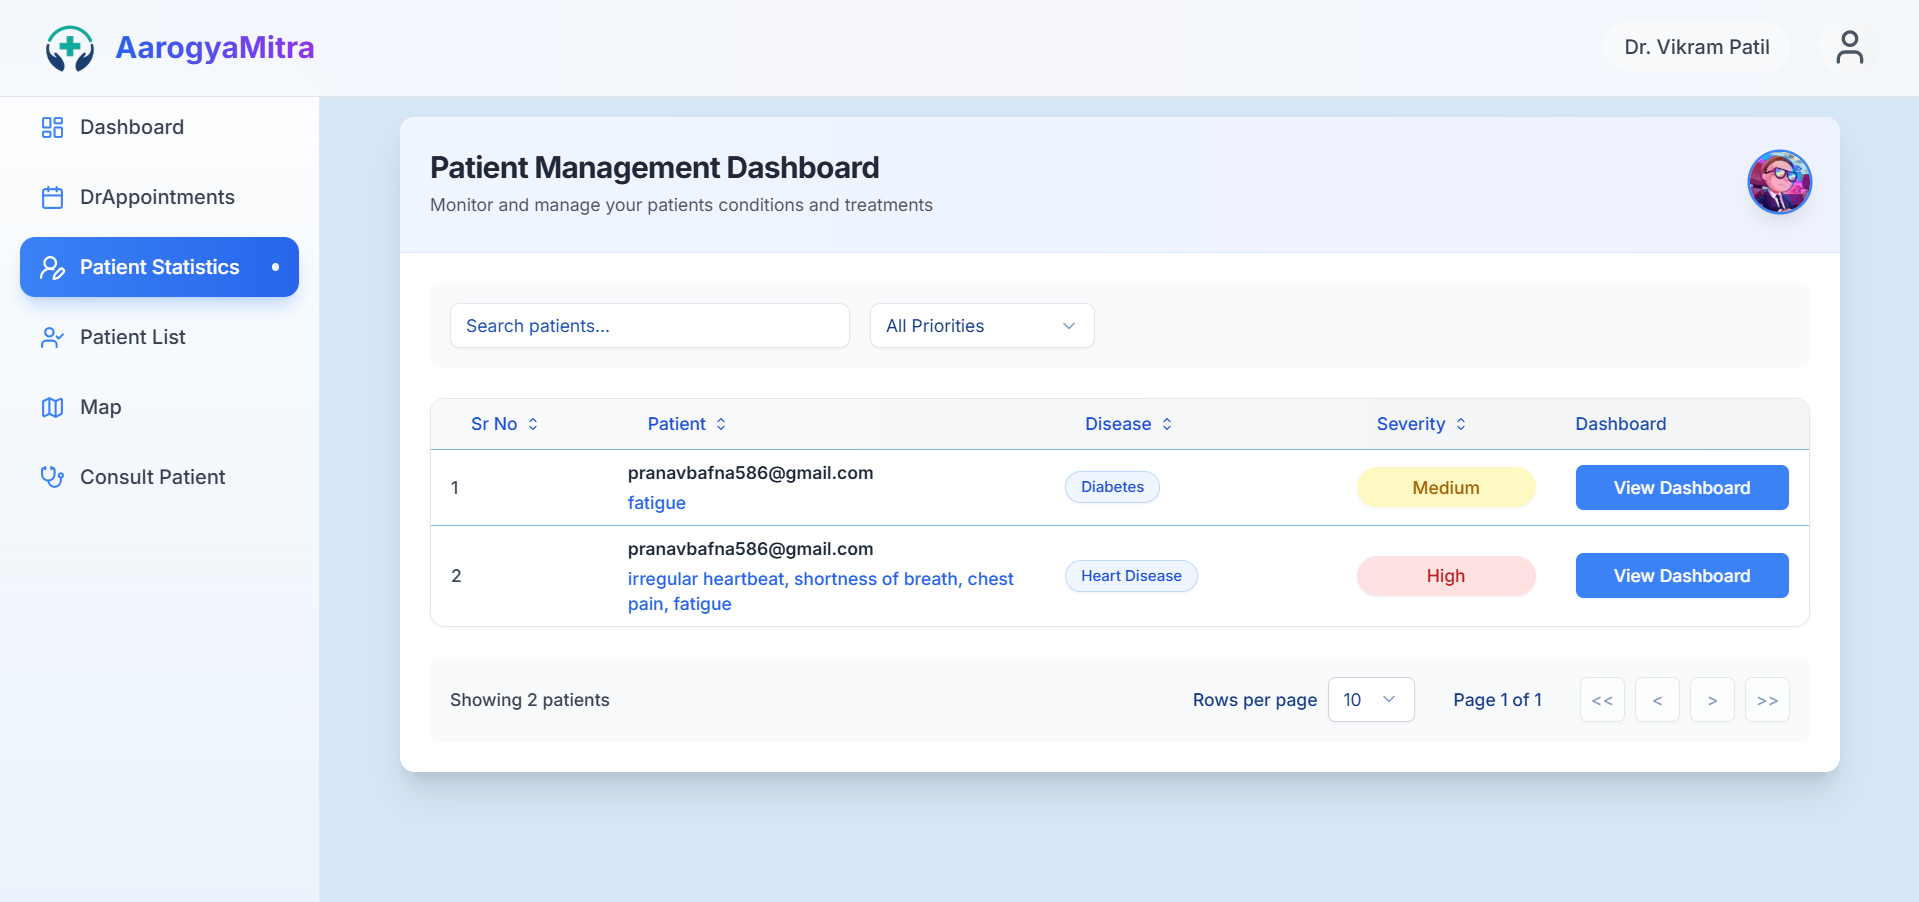 AarogyaMitra
Dr. Vikram Patil
Dashboard
DrAppointments
Patient Statistics
Patient List
Map
Consult Patient
Patient Management Dashboard
Monitor and manage your patients conditions and treatments
Search patients...
All Priorities
Sr No Patient Disease Severity Dashboard
1 pranavbafna586@gmail.com Diabetes Medium View Dashboard
fatigue
2 pranavbafna586@gmail.com Heart Disease High View Dashboard
irregular heartbeat, shortness of breath, chest
pain, fatigue
Showing 2 patients
Rows per page 10 Page 1 of 1 << < > >>